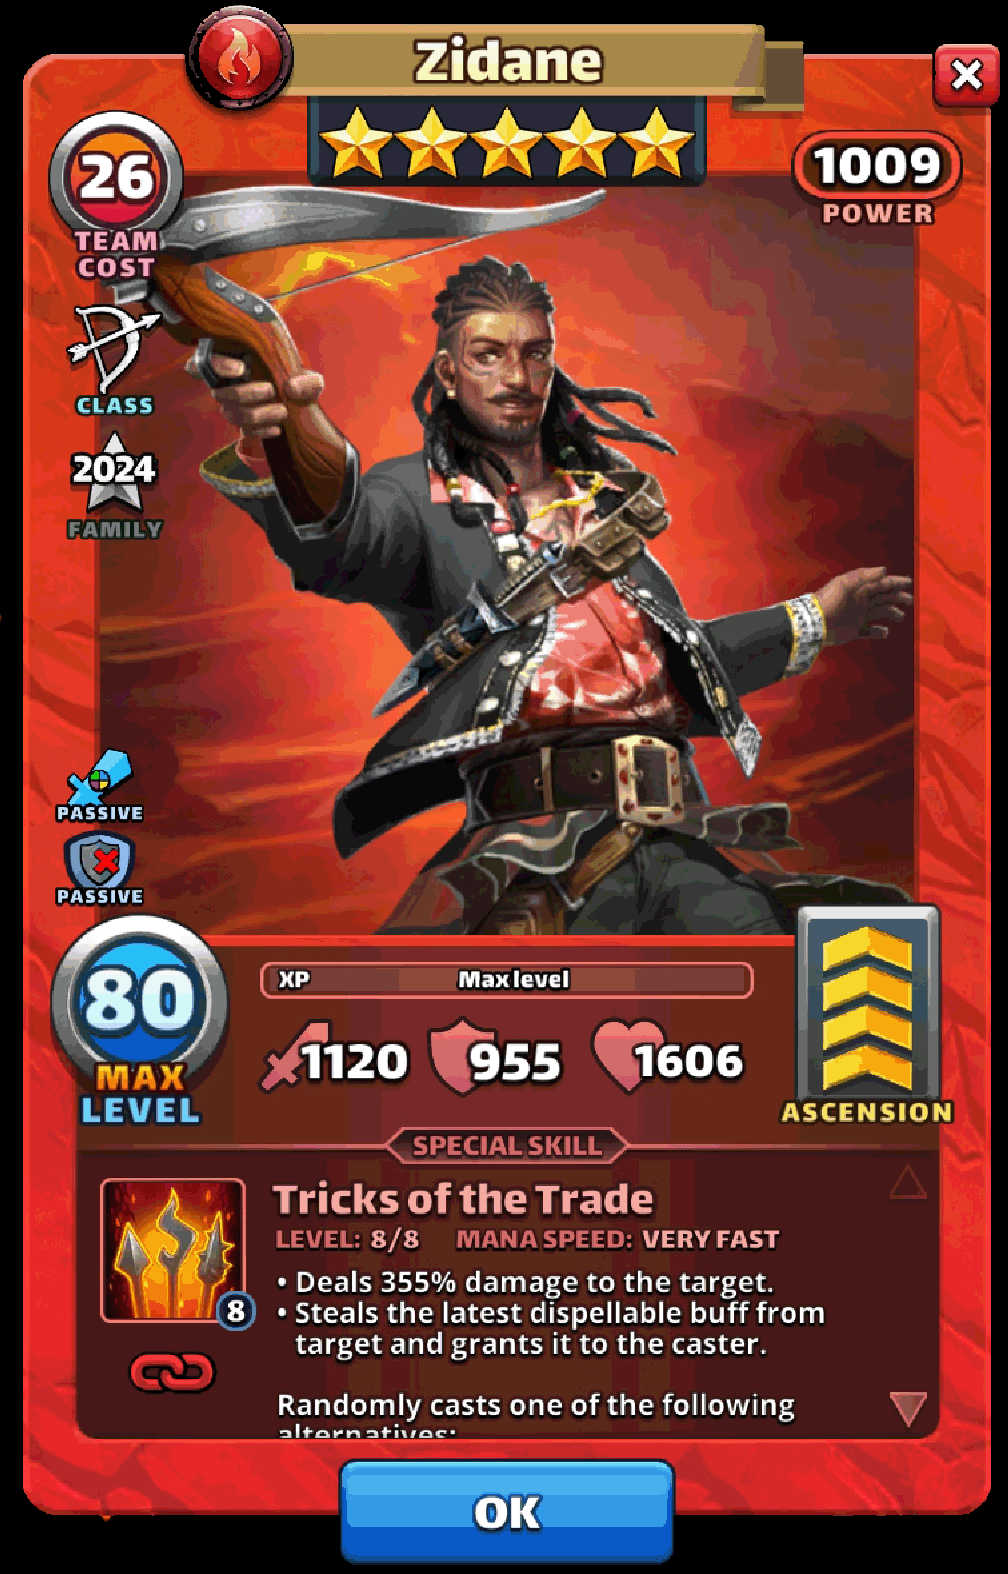 Zidane
26
TEAM
COST
1009
POWER
CLASS
2024
FAMILY
PASSIVE
PASSIVE
80
MAX
LEVEL
XP Max level
1120 955 1606
ASCENSION
SPECIAL SKILL
Tricks of the Trade
LEVEL: 8/8 MANA SPEED: VERY FAST
• Deals 355% damage to the target.
• Steals the latest dispellable buff from
target and grants it to the caster.
8
Randomly casts one of the following
alternatives:
OK